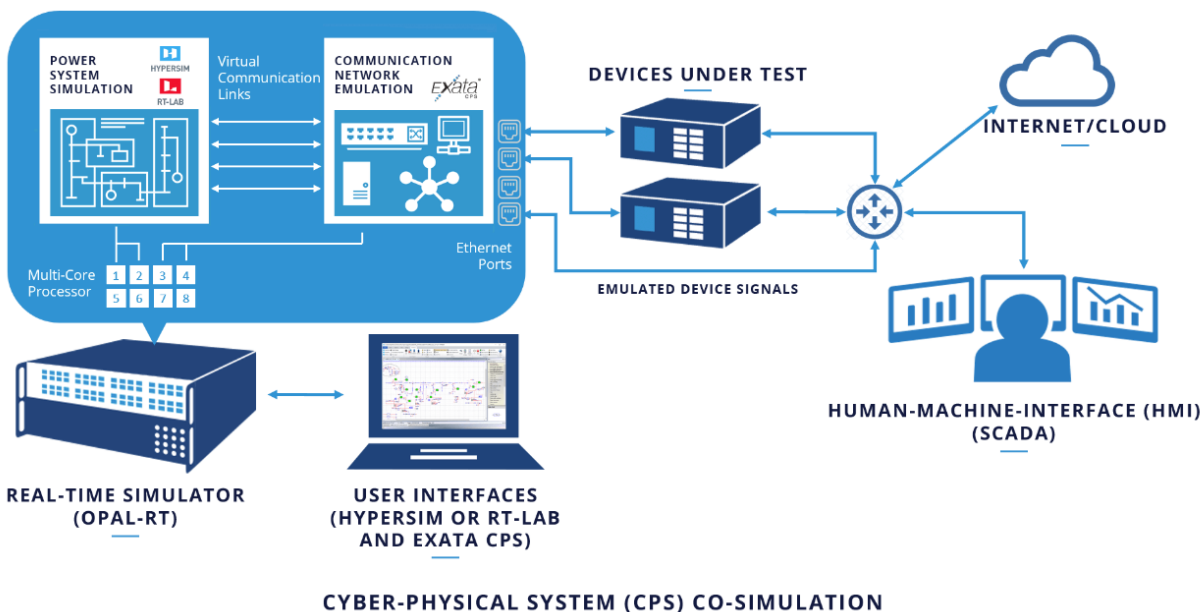 POWER
SYSTEM
SIMULATION
HYPERSIM
RT-LAB
Virtual
Communication
Links
COMMUNICATION
NETWORK
EMULATION
EXata
CPS
Multi-Core
Processor
1 2 3 4
5 6 7 8
Ethernet
Ports
DEVICES UNDER TEST
INTERNET/CLOUD
EMULATED DEVICE SIGNALS
HUMAN-MACHINE-INTERFACE (HMI)
(SCADA)
REAL-TIME SIMULATOR
(OPAL-RT)
USER INTERFACES
(HYPERSIM OR RT-LAB
AND EXATA CPS)
CYBER-PHYSICAL SYSTEM (CPS) CO-SIMULATION